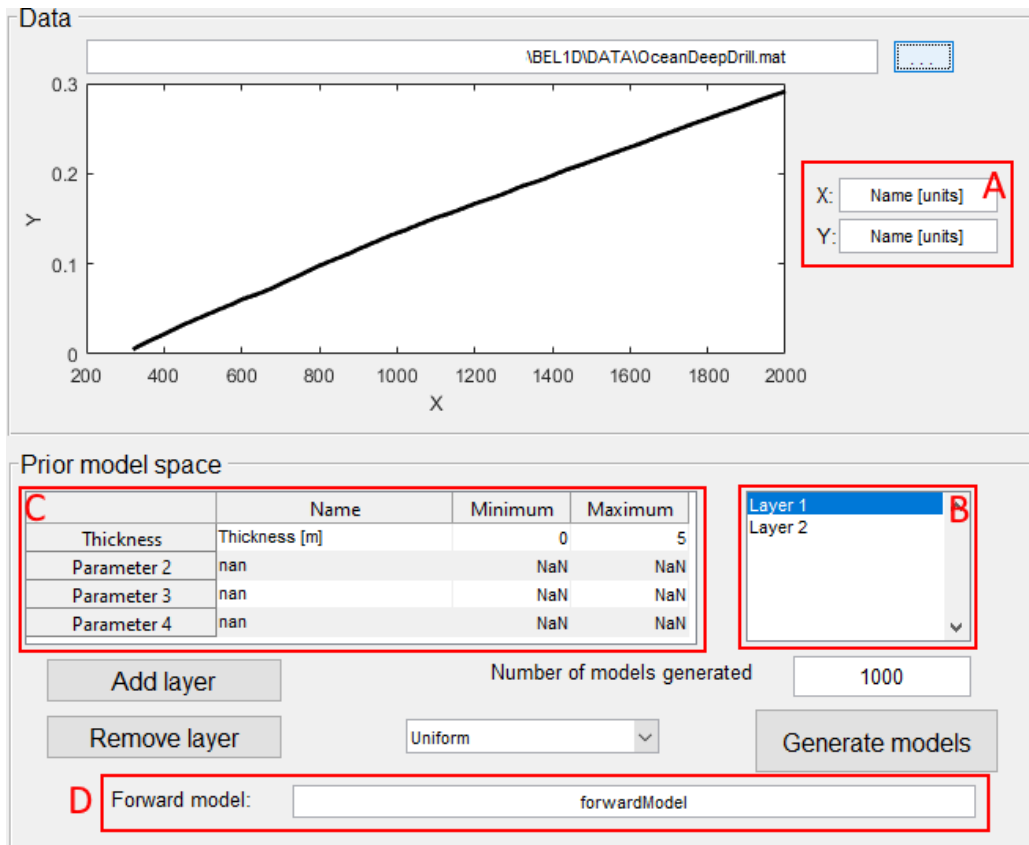 Data
\BEL1D\DATA\OceanDeepDrill.mat
. . .
0.3
0.2
0.1
0
Y
200 400 600 800 1000 1200 1400 1600 1800 2000
X
A
X: Name [units]
Y: Name [units]
Prior model space
C
Name Minimum Maximum
Thickness Thickness [m] 0 5
Parameter 2 nan NaN NaN
Parameter 3 nan NaN NaN
Parameter 4 nan NaN NaN
B
Layer 1
Layer 2
Add layer
Number of models generated 1000
Remove layer
Uniform
Generate models
D
Forward model: forwardModel